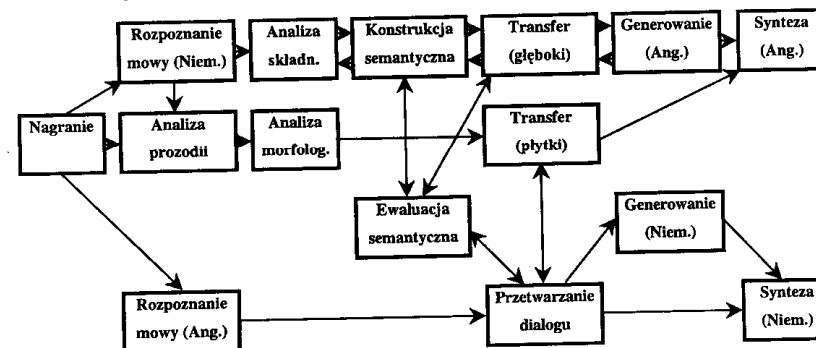 Rozpoznanie
mowy (Niem.)
Analiza
składn.
Konstrukcja
semantyczna
Transfer
(głęboki)
Generowanie
(Ang.)
Synteza
(Ang.)
Nagranie
Analiza
prozodii
Analiza
morfolog.
Transfer
(płytki)
Ewaluacja
semantyczna
Generowanie
(Niem.)
Rozpoznanie
mowy (Ang.)
Przetwarzanie
dialogu
Synteza
(Niem.)